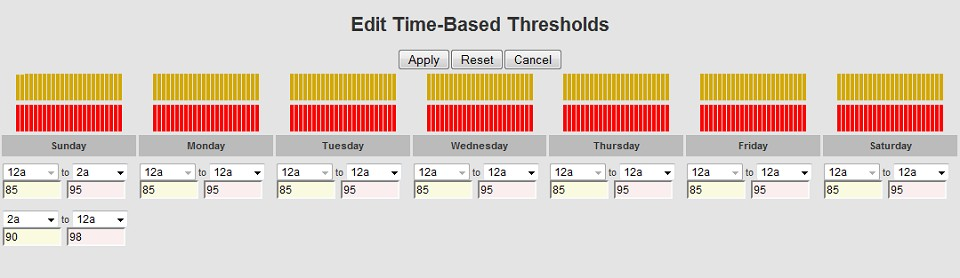 Edit Time-Based Thresholds
Apply Reset Cancel
Sunday Monday Tuesday Wednesday Thursday Friday Saturday
12a to 2a 12a to 12a 12a to 12a 12a to 12a 12a to 12a 12a to 12a 12a to 12a
85 95 85 95 85 95 85 95 85 95 85 95 85 95
2a to 12a
90 98